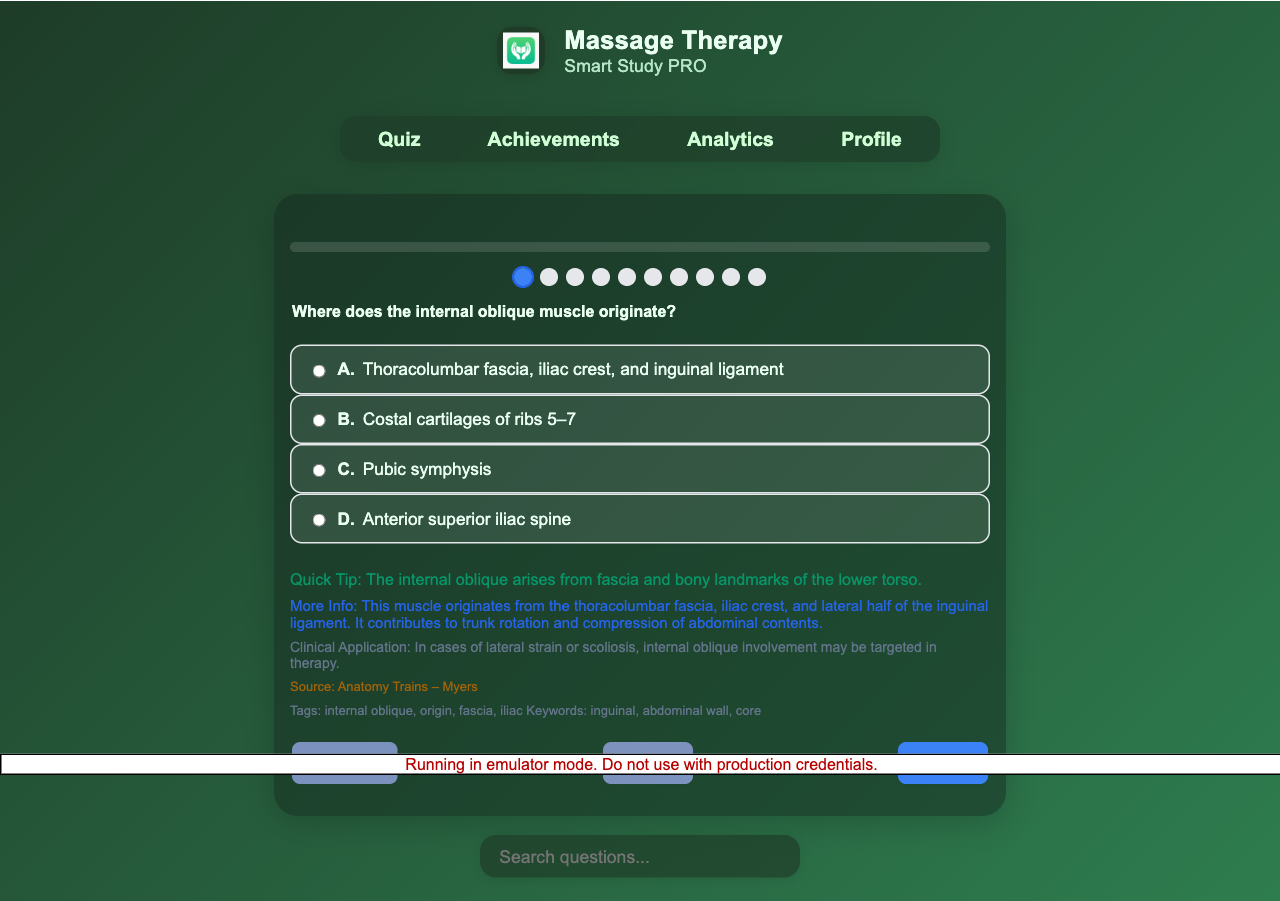 Massage Therapy
Smart Study PRO
Quiz Achievements Analytics Profile
Where does the internal oblique muscle originate?
A. Thoracolumbar fascia, iliac crest, and inguinal ligament
B. Costal cartilages of ribs 5–7
C. Pubic symphysis
D. Anterior superior iliac spine
Quick Tip: The internal oblique arises from fascia and bony landmarks of the lower torso.
More Info: This muscle originates from the thoracolumbar fascia, iliac crest, and lateral half of the inguinal
ligament. It contributes to trunk rotation and compression of abdominal contents.
Clinical Application: In cases of lateral strain or scoliosis, internal oblique involvement may be targeted in
therapy.
Source: Anatomy Trains – Myers
Tags: internal oblique, origin, fascia, iliac Keywords: inguinal, abdominal wall, core
Running in emulator mode. Do not use with production credentials.
Search questions...